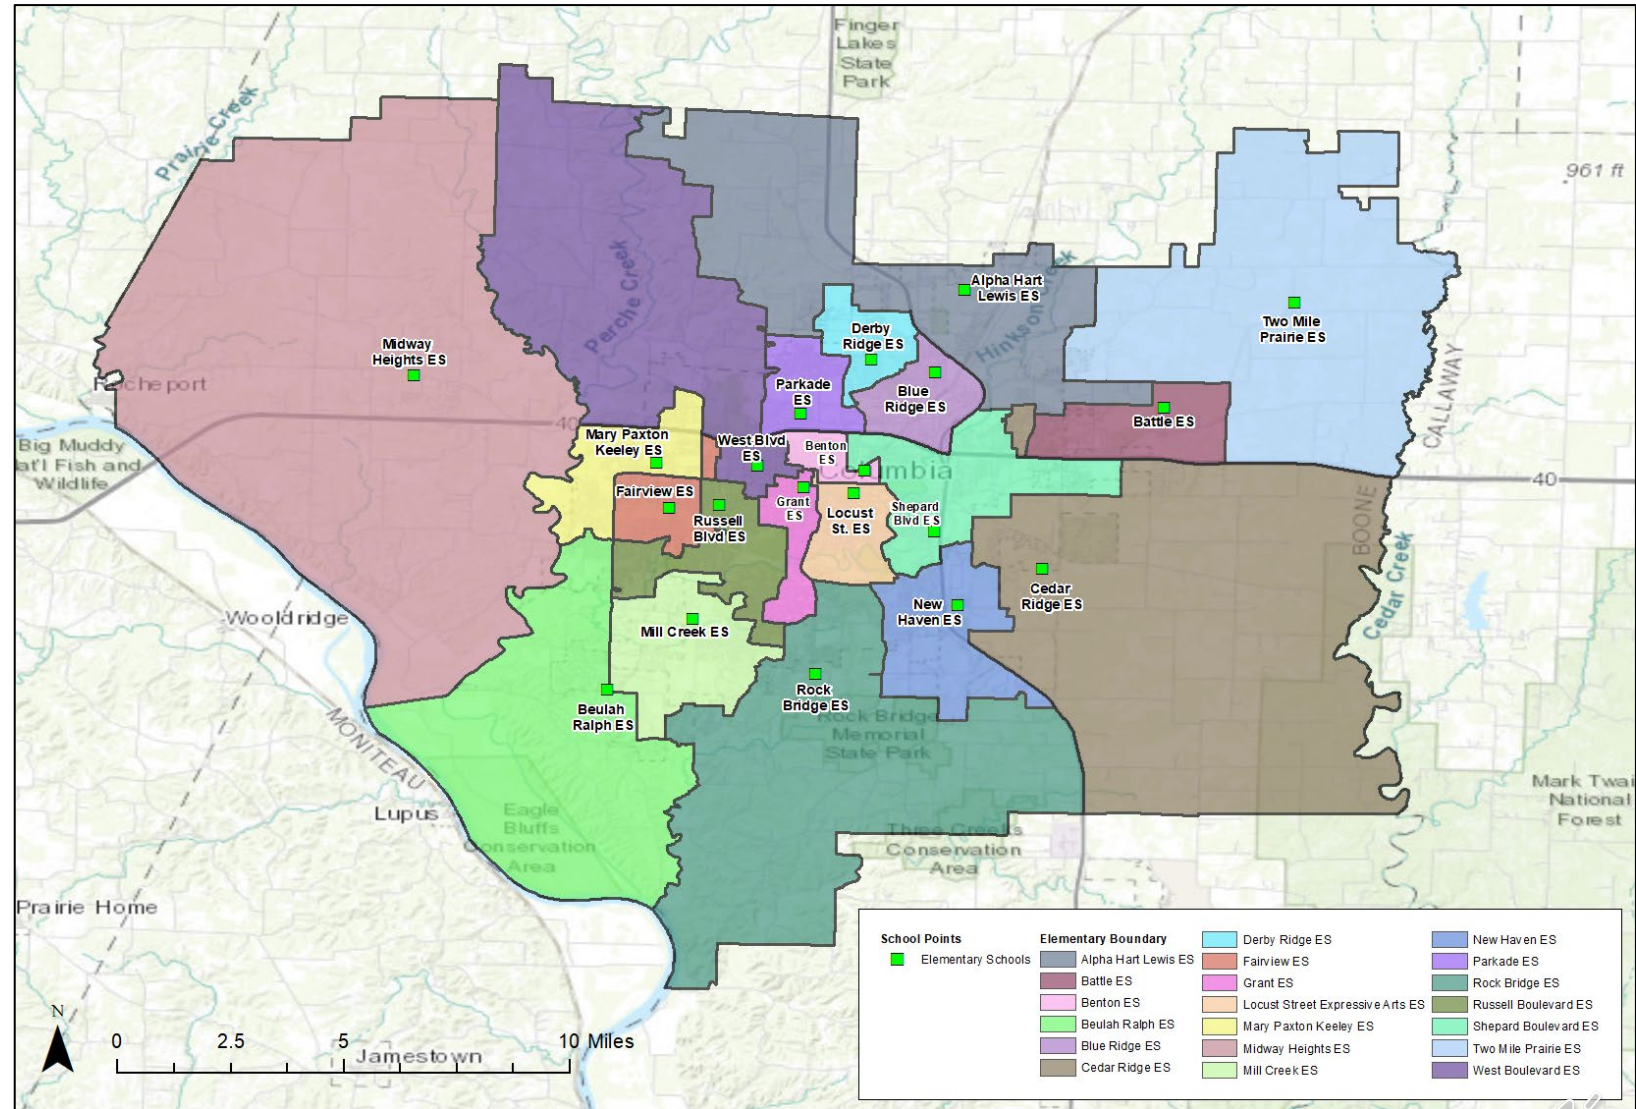 Finger
Lakes
State
Park
Prairie Creek
961 ft
Perche Creek
Hinkson Creek
Alpha Hart
Lewis ES
Two Mile
Prairie ES
Midway
Heights ES
Derby
Ridge ES
CALLAWAY
Rocheport
Parkade
ES
Blue
Ridge ES
Battle ES
40
Big Muddy
Nat'l Fish and
Wildlife
Mary Paxton
Keeley ES
West Blvd
ES
Benton
ES
Columbia
40
Fairview ES
Russell
Blvd ES
Grant
ES
Locust
St. ES
Shepard
Blvd ES
BOONE
Cedar Creek
Cedar
Ridge ES
New
Haven ES
Wooldridge
Mill Creek ES
Rock
Bridge ES
Beulah
Ralph ES
Rock Bridge
Memorial
State Park
MONITEAU
Lupus
Eagle
Bluffs
Conservation
Area
Three Creeks
Conservation
Area
Mark Twai
National
Forest
Prairie Home
School Points
Elementary Schools
Elementary Boundary
Alpha Hart Lewis ES
Battle ES
Benton ES
Beulah Ralph ES
Blue Ridge ES
Cedar Ridge ES
Derby Ridge ES
Fairview ES
Grant ES
Locust Street Expressive Arts ES
Mary Paxton Keeley ES
Midway Heights ES
Mill Creek ES
New Haven ES
Parkade ES
Rock Bridge ES
Russell Boulevard ES
Shepard Boulevard ES
Two Mile Prairie ES
West Boulevard ES
N
0 2.5 5 10 Miles
Jamestown